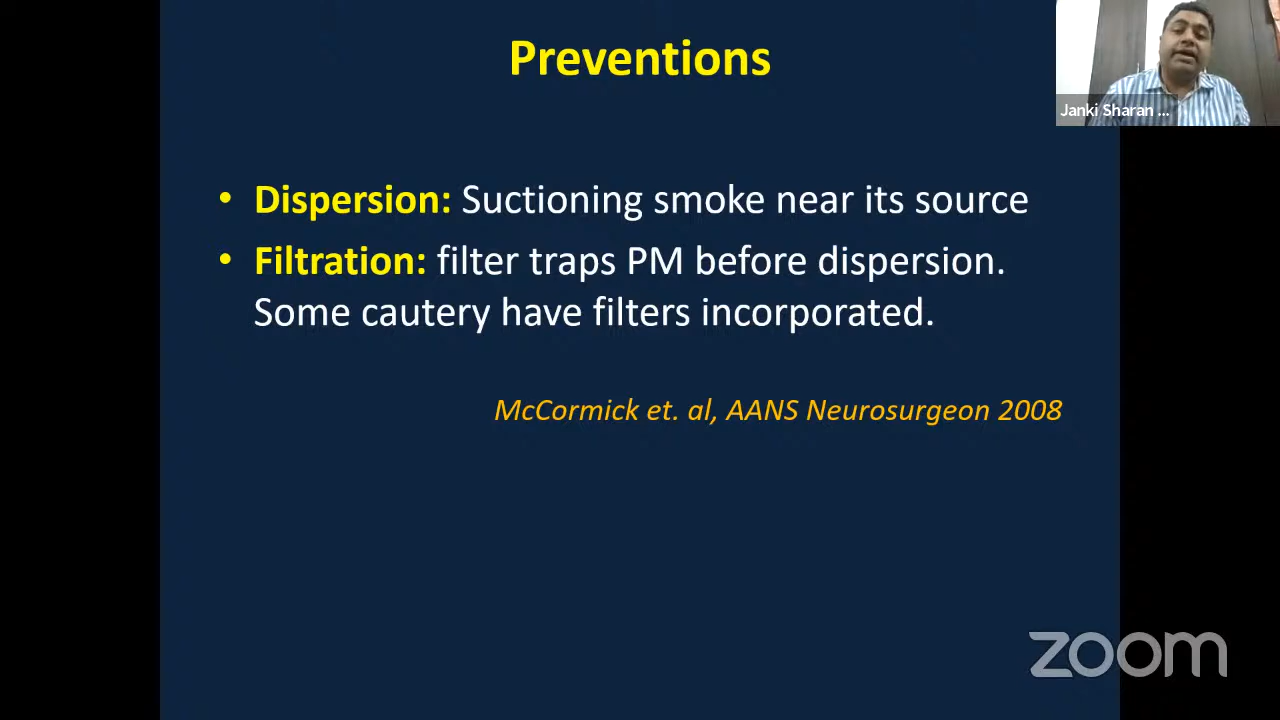 Preventions
Janki Sharan ...
• Dispersion: Suctioning smoke near its source
• Filtration: filter traps PM before dispersion.
Some cautery have filters incorporated.
McCormick et. al, AANS Neurosurgeon 2008
zoom